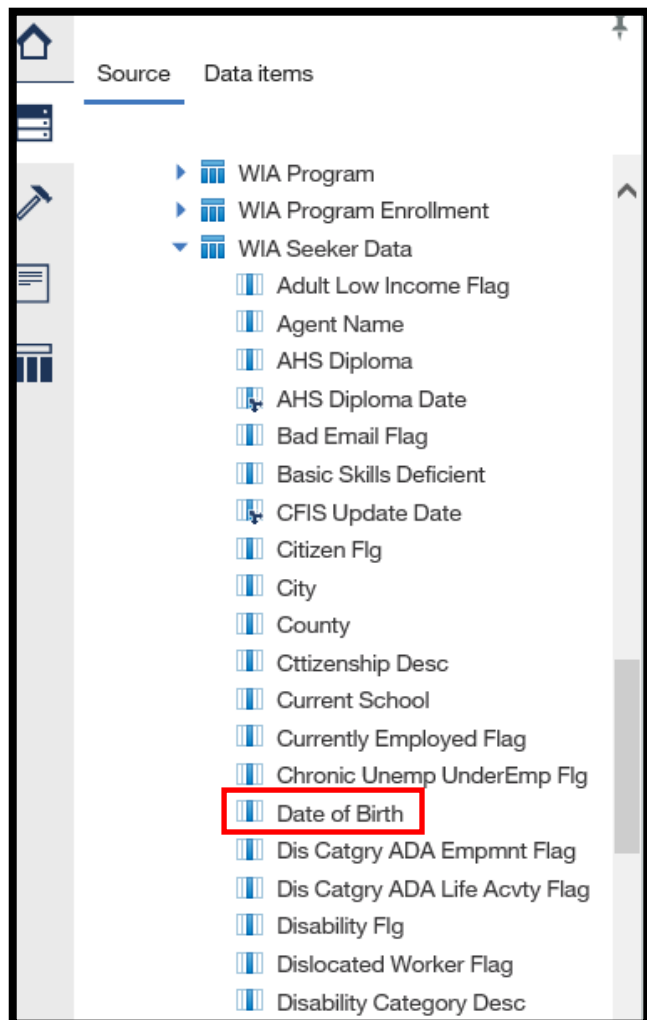 Source Data items
WIA Program
WIA Program Enrollment
WIA Seeker Data
Adult Low Income Flag
Agent Name
AHS Diploma
AHS Diploma Date
Bad Email Flag
Basic Skills Deficient
CFIS Update Date
Citizen Flg
City
County
Cttizenship Desc
Current School
Currently Employed Flag
Chronic Unemp UnderEmp Flg
Date of Birth
Dis Catgry ADA Empmnt Flag
Dis Catgry ADA Life Acvty Flag
Disability Flg
Dislocated Worker Flag
Disability Category Desc